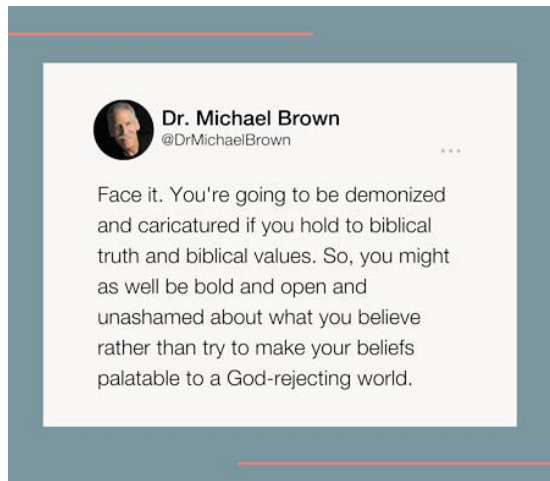 Dr. Michael Brown
@DrMichaelBrown
Face it. You're going to be demonized
and caricatured if you hold to biblical
truth and biblical values. So, you might
as well be bold and open and
unashamed about what you believe
rather than try to make your beliefs
palatable to a God-rejecting world.